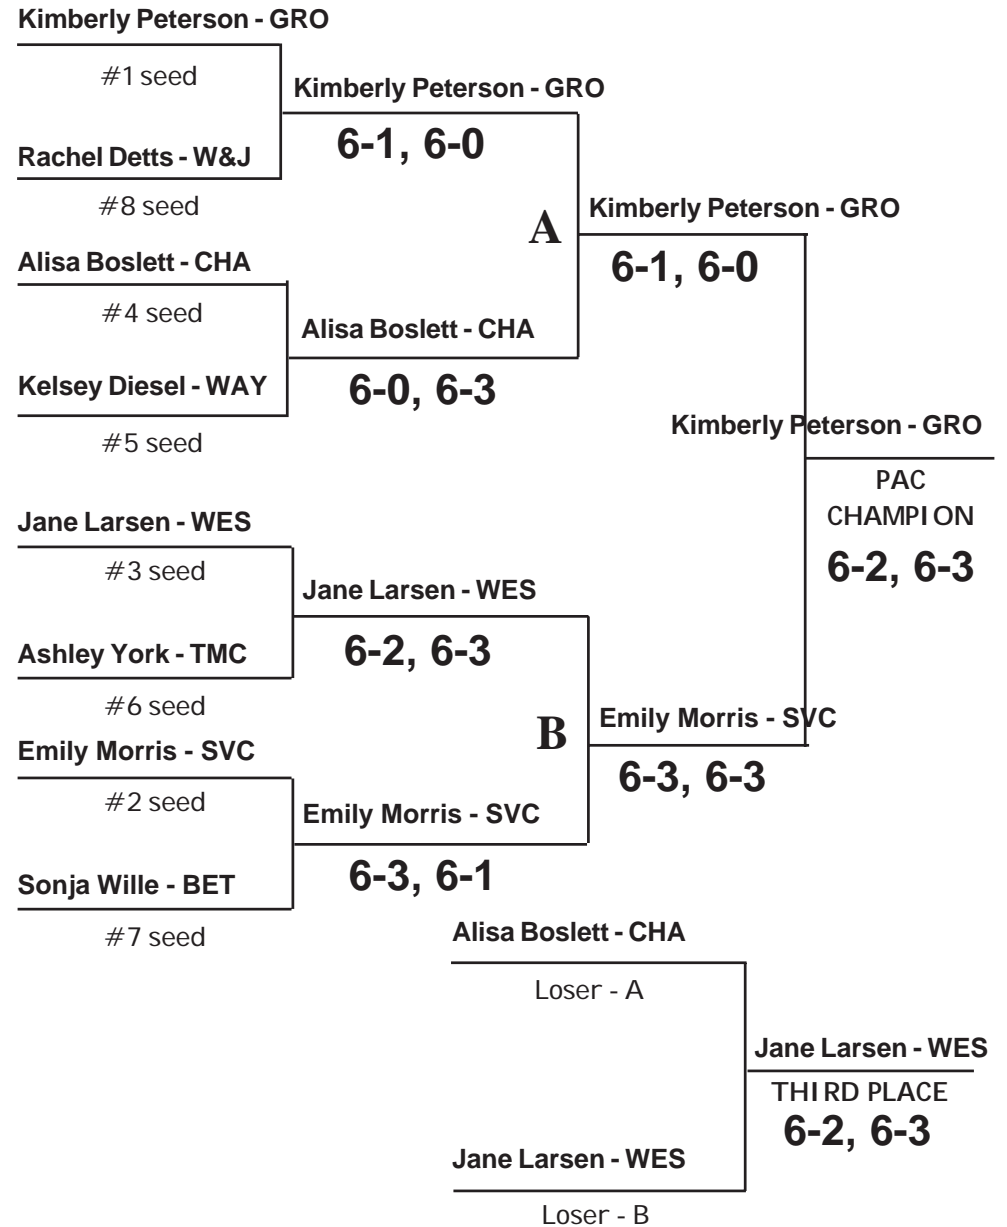 Kimberly Peterson - GRO
#1 seed
Kimberly Peterson - GRO
6-1, 6-0
Rachel Detts - W&J
#8 seed
A
Kimberly Peterson - GRO
6-1, 6-0
Alisa Boslett - CHA
#4 seed
Alisa Boslett - CHA
6-0, 6-3
Kelsey Diesel - WAY
#5 seed
Kimberly Peterson - GRO
PAC
CHAMPION
6-2, 6-3
Jane Larsen - WES
#3 seed
Jane Larsen - WES
6-2, 6-3
Ashley York - TMC
#6 seed
B
Emily Morris - SVC
6-3, 6-3
Emily Morris - SVC
#2 seed
Emily Morris - SVC
6-3, 6-1
Sonja Wille - BET
#7 seed
Alisa Boslett - CHA
Loser - A
Jane Larsen - WES
THIRD PLACE
6-2, 6-3
Jane Larsen - WES
Loser - B